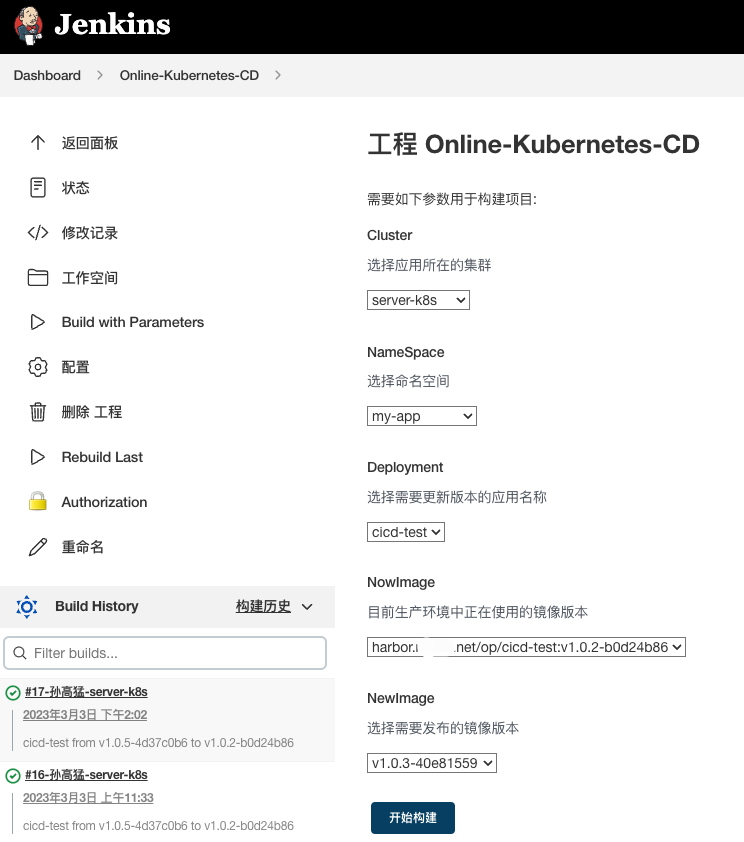 Jenkins
Dashboard
Online-Kubernetes-CD
返回面板
状态
修改记录
工作空间
Build with Parameters
配置
删除 工程
Rebuild Last
Authorization
重命名
Build History
构建历史
Filter builds...
#17-孙高猛-server-k8s
2023年3月3日 下午2:02
cicd-test from v1.0.5-4d37c0b6 to v1.0.2-b0d24b86
#16-孙高猛-server-k8s
2023年3月3日 上午11:33
cicd-test from v1.0.5-4d37c0b6 to v1.0.2-b0d24b86
工程 Online-Kubernetes-CD
需要如下参数用于构建项目:
Cluster
选择应用所在的集群
server-k8s
NameSpace
选择命名空间
my-app
Deployment
选择需要更新版本的应用名称
cicd-test
NowImage
目前生产环境中正在使用的镜像版本
harbor. .net/op/cicd-test:v1.0.2-b0d24b86
NewImage
选择需要发布的镜像版本
v1.0.3-40e81559
开始构建